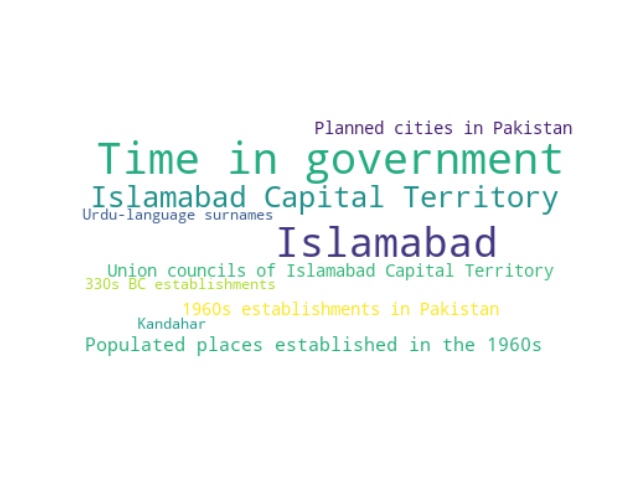 Planned cities in Pakistan
Time in government
Islamabad Capital Territory
Urdu-language surnames
Islamabad
Union councils of Islamabad Capital Territory
330s BC establishments
1960s establishments in Pakistan
Kandahar
Populated places established in the 1960s